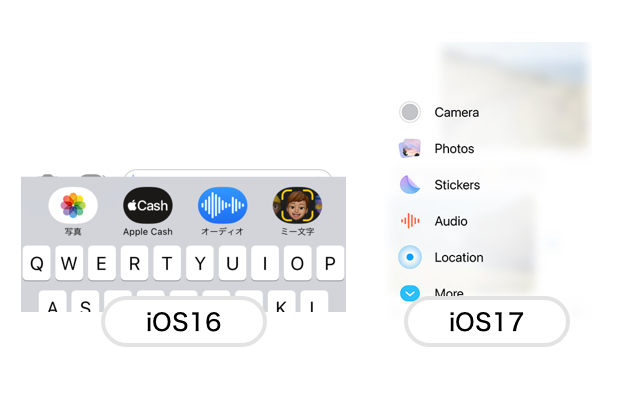 Cash
写真
Apple Cash
オーディオ
ミー文字
Q W E R T Y U I O P
A S K L
iOS16
Camera
Photos
Stickers
Audio
Location
More
iOS17